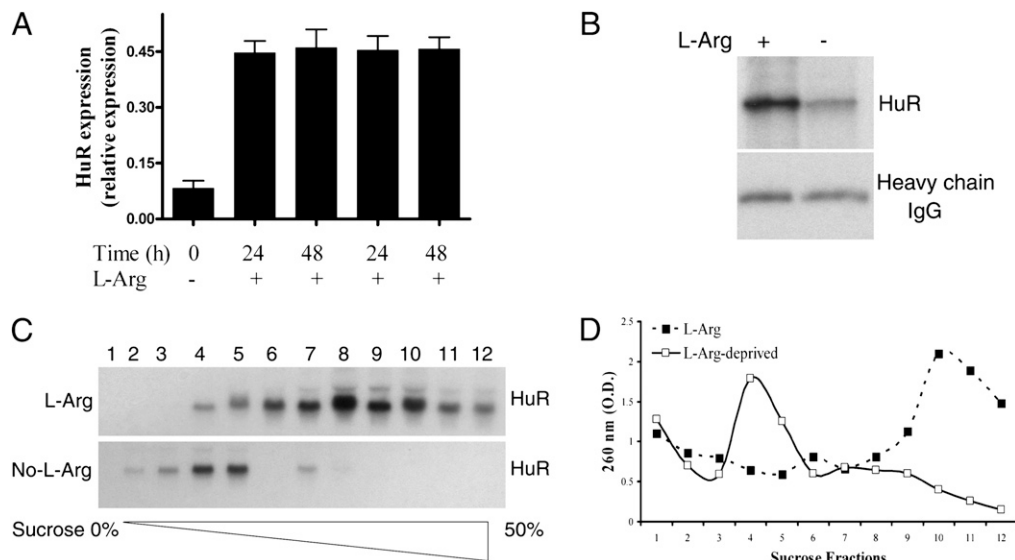 A
HuR expression
(relative expression)
0.45
0.30
0.15
0.00
Time (h) 0 24 48 24 48
L-Arg - + + + +
B
L-Arg + -
HuR
Heavy chain
IgG
C
1 2 3 4 5 6 7 8 9 10 11 12
L-Arg HuR
No-L-Arg HuR
Sucrose 0% 50%
D
260 nm (O.D.)
2.5
2
1.5
1
0.5
0
L-Arg
L-Arg-deprived
1 2 3 4 5 6 7 8 9 10 11 12
Sucrose Fractions